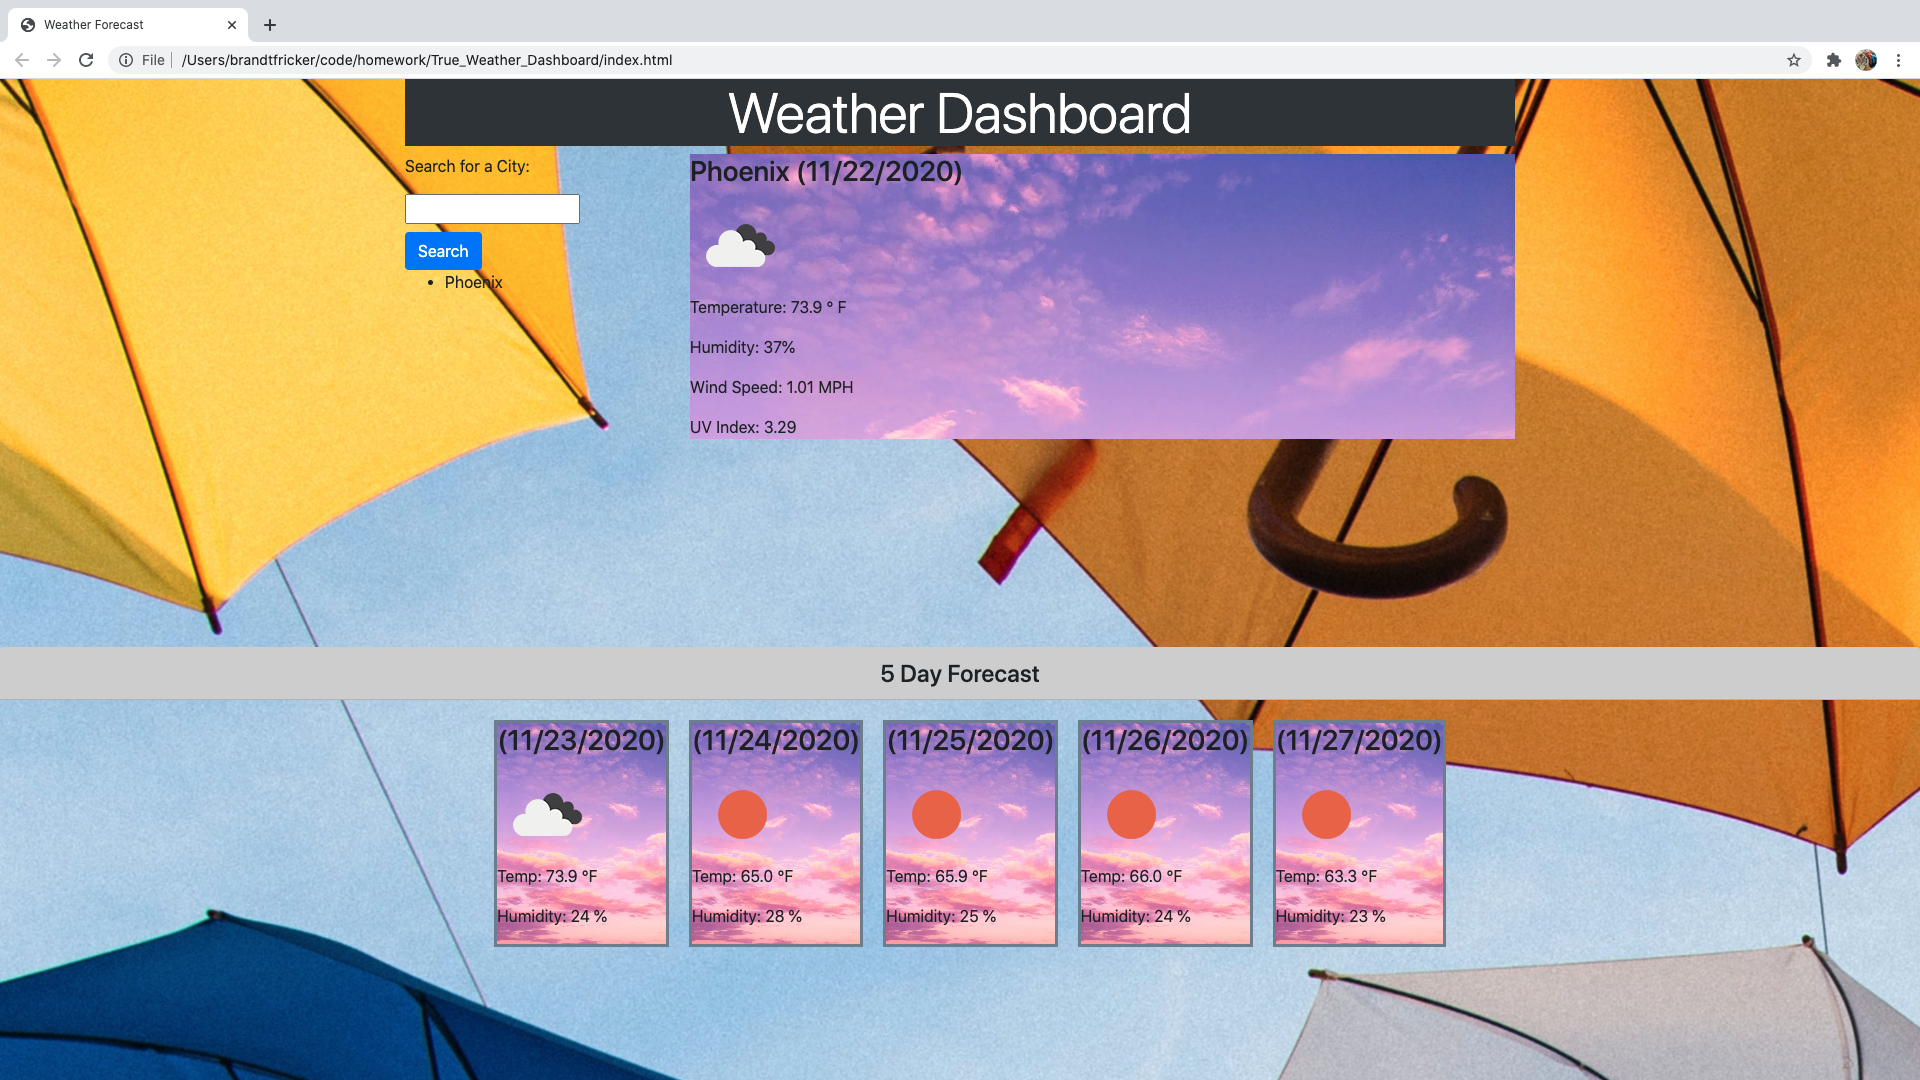 Weather Forecast
File
/Users/brandtfricker/code/homework/True_Weather_Dashboard/index.html
Weather Dashboard
Search for a City:
Search
Phoenix
Phoenix (11/22/2020)
Temperature: 73.9 ° F
Humidity: 37%
Wind Speed: 1.01 MPH
UV Index: 3.29
5 Day Forecast
(11/23/2020)
Temp: 73.9 °F
Humidity: 24 %
(11/24/2020)
Temp: 65.0 °F
Humidity: 28 %
(11/25/2020)
Temp: 65.9 °F
Humidity: 25 %
(11/26/2020)
Temp: 66.0 °F
Humidity: 24 %
(11/27/2020)
Temp: 63.3 °F
Humidity: 23 %